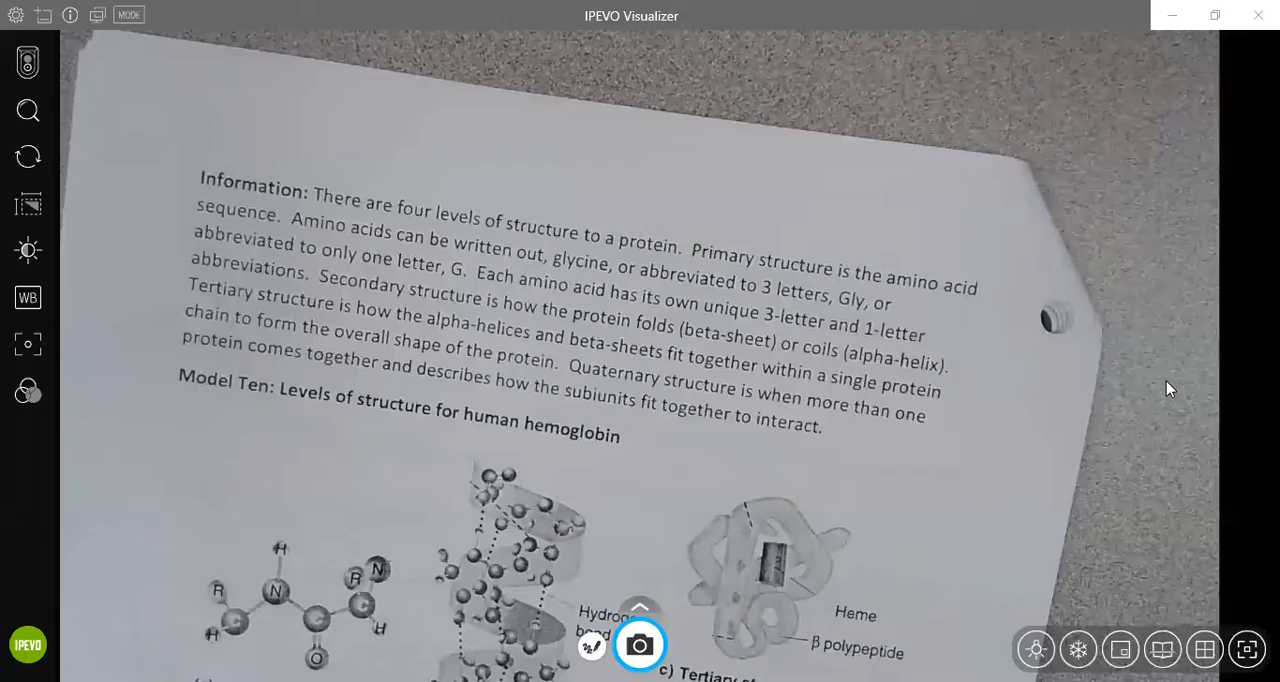 IPEVO Visualizer
MODE
WB
Information: There are four levels of structure to a protein. Primary structure is the amino acid
sequence. Amino acids can be written out, glycine, or abbreviated to 3 letters, Gly, or
abbreviated to only one letter, G. Each amino acid has its own unique 3-letter and 1-letter
abbreviations. Secondary structure is how the protein folds (beta-sheet) or coils (alpha-helix).
Tertiary structure is how the alpha-helices and beta-sheets fit together within a single protein
chain to form the overall shape of the protein. Quaternary structure is when more than one
protein comes together and describes how the subiunits fit together to interact.
Model Ten: Levels of structure for human hemoglobin
H
R
N
R
N
H
H
O
Heme
β polypeptide
c) Tertiary
IPEVO